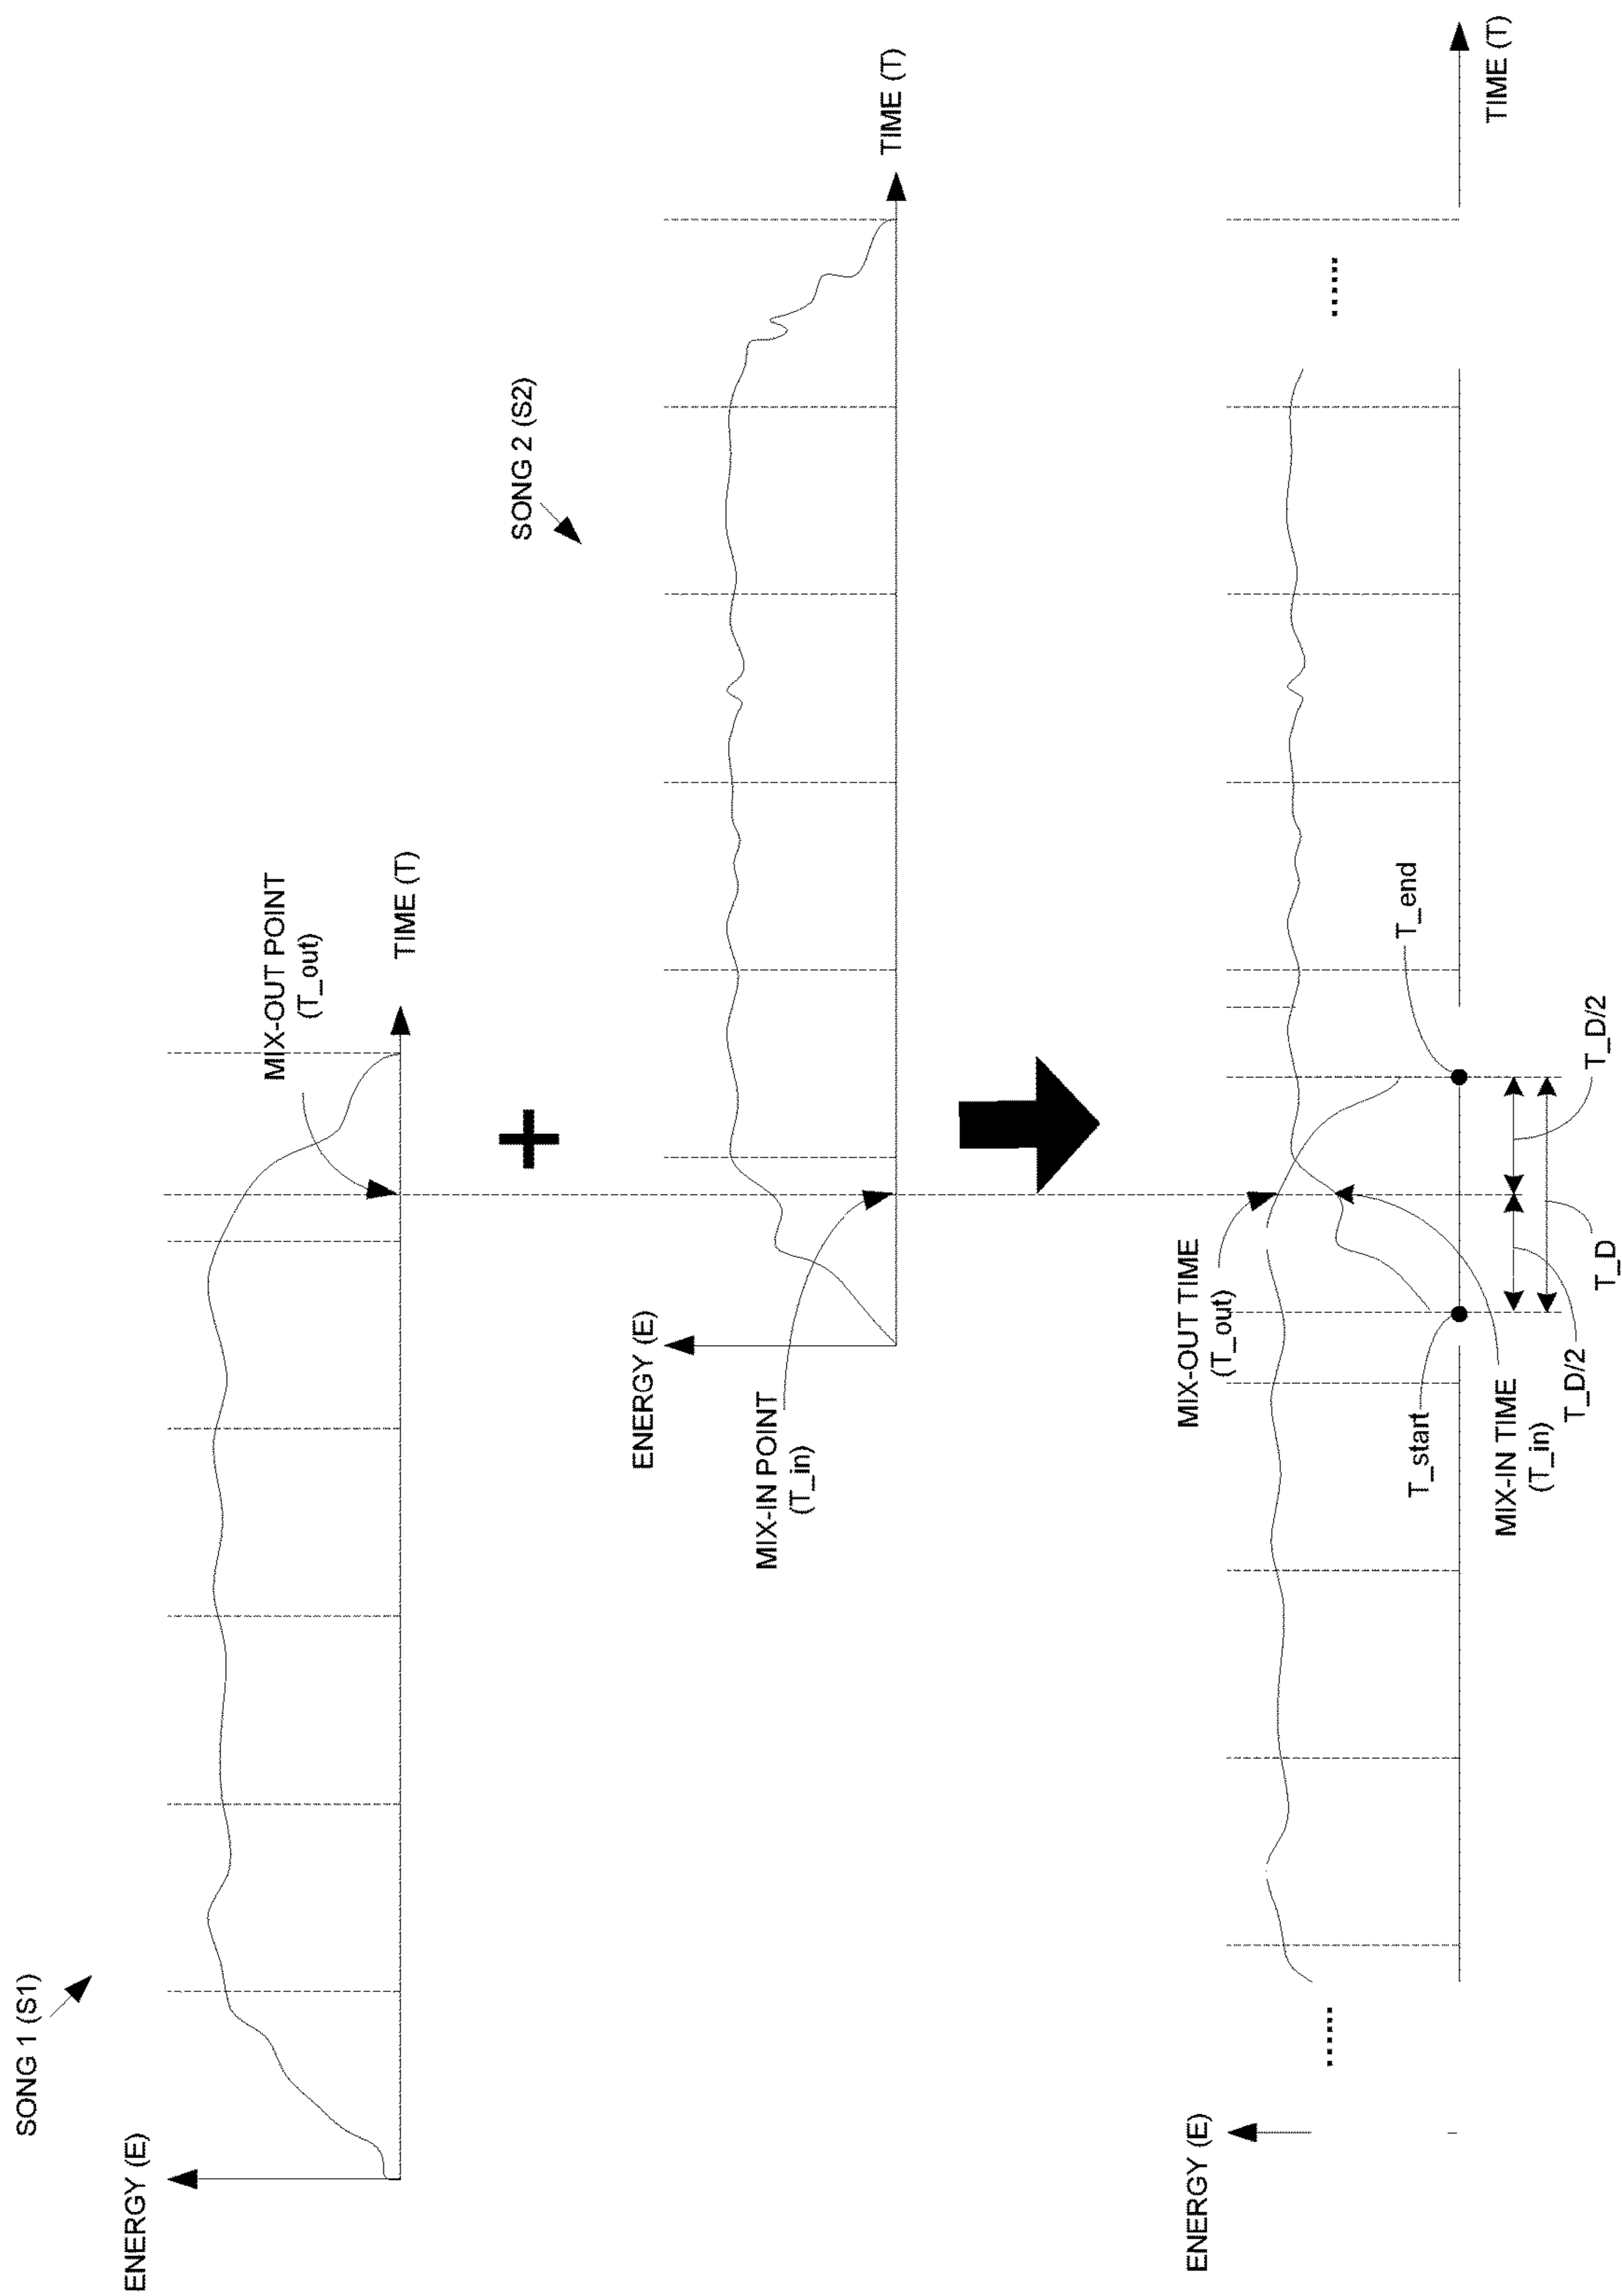 SONG 1 (S1)
ENERGY (E)
MIX-OUT POINT
(T_out)
TIME (T)
+
SONG 2 (S2)
ENERGY (E)
MIX-IN POINT
(T_in)
TIME (T)
ENERGY (E)
......
MIX-OUT TIME
(T_out)
......
T_start
T_end
MIX-IN TIME
(T_in)
T_D/2
T_D
T_D/2
TIME (T)